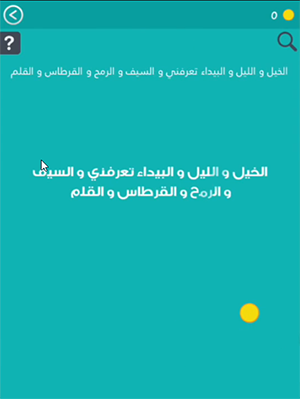 0
?
الخيل و الليل و البيداء تعرفني و السيف و الرمح و القرطاس و القلم
الخيل و الليل و البيداء تعرفني و السيف
و الرمح و القرطاس و القلم